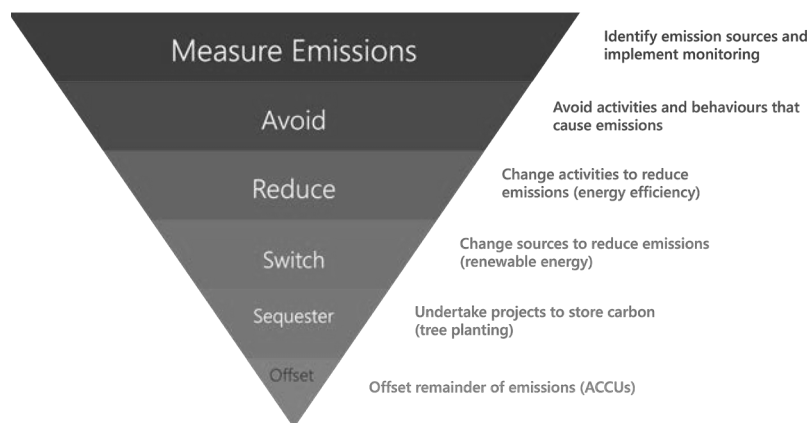 Measure Emissions
Identify emission sources and
implement monitoring
Avoid
Avoid activities and behaviours that
cause emissions
Reduce
Change activities to reduce
emissions (energy efficiency)
Switch
Change sources to reduce emissions
(renewable energy)
Sequester
Undertake projects to store carbon
(tree planting)
Offset
Offset remainder of emissions (ACCUs)